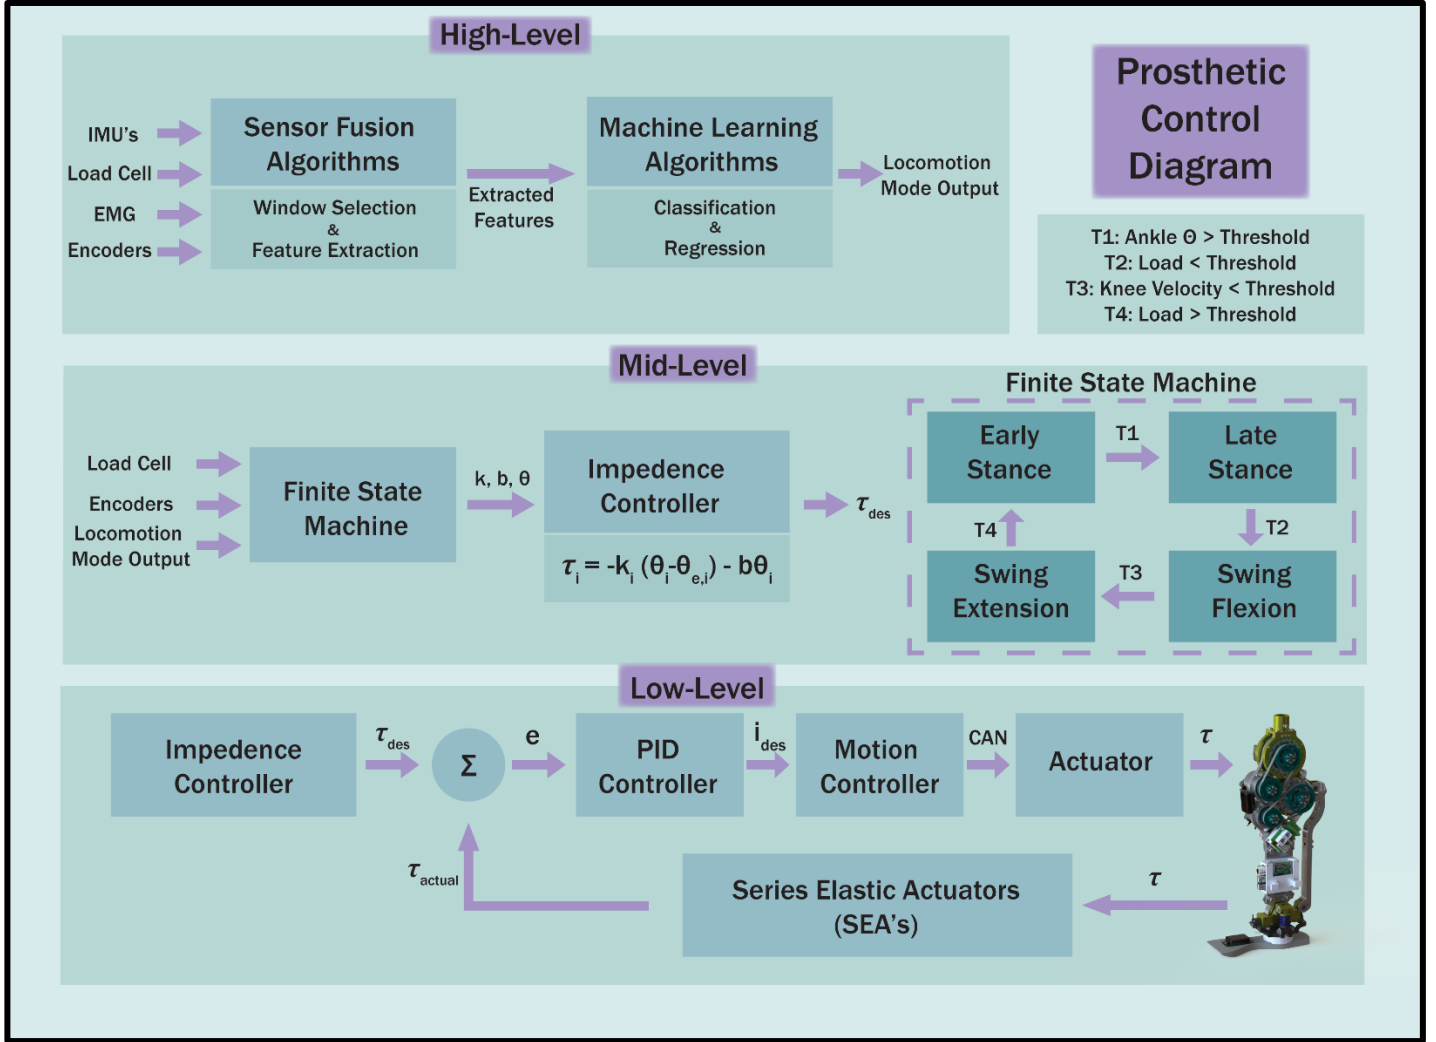 High-Level
IMU's
Load Cell
EMG
Encoders
Sensor Fusion
Algorithms
Window Selection
&
Feature Extraction
Extracted
Features
Machine Learning
Algorithms
Classification
&
Regression
Locomotion
Mode Output
Prosthetic
Control
Diagram
T1: Ankle Θ > Threshold
T2: Load < Threshold
T3: Knee Velocity < Threshold
T4: Load > Threshold
Mid-Level
Load Cell
Encoders
Locomotion
Mode Output
Finite State
Machine
k, b, θ
Impedence
Controller
τi = -ki (θi-θe,i) - bθi
τdes
Finite State Machine
Early
Stance
T1
Late
Stance
T2
Swing
Flexion
T3
Swing
Extension
T4
Low-Level
Impedence
Controller
τdes
Σ
e
PID
Controller
ides
Motion
Controller
CAN
Actuator
τ
τ
Series Elastic Actuators
(SEA's)
τactual